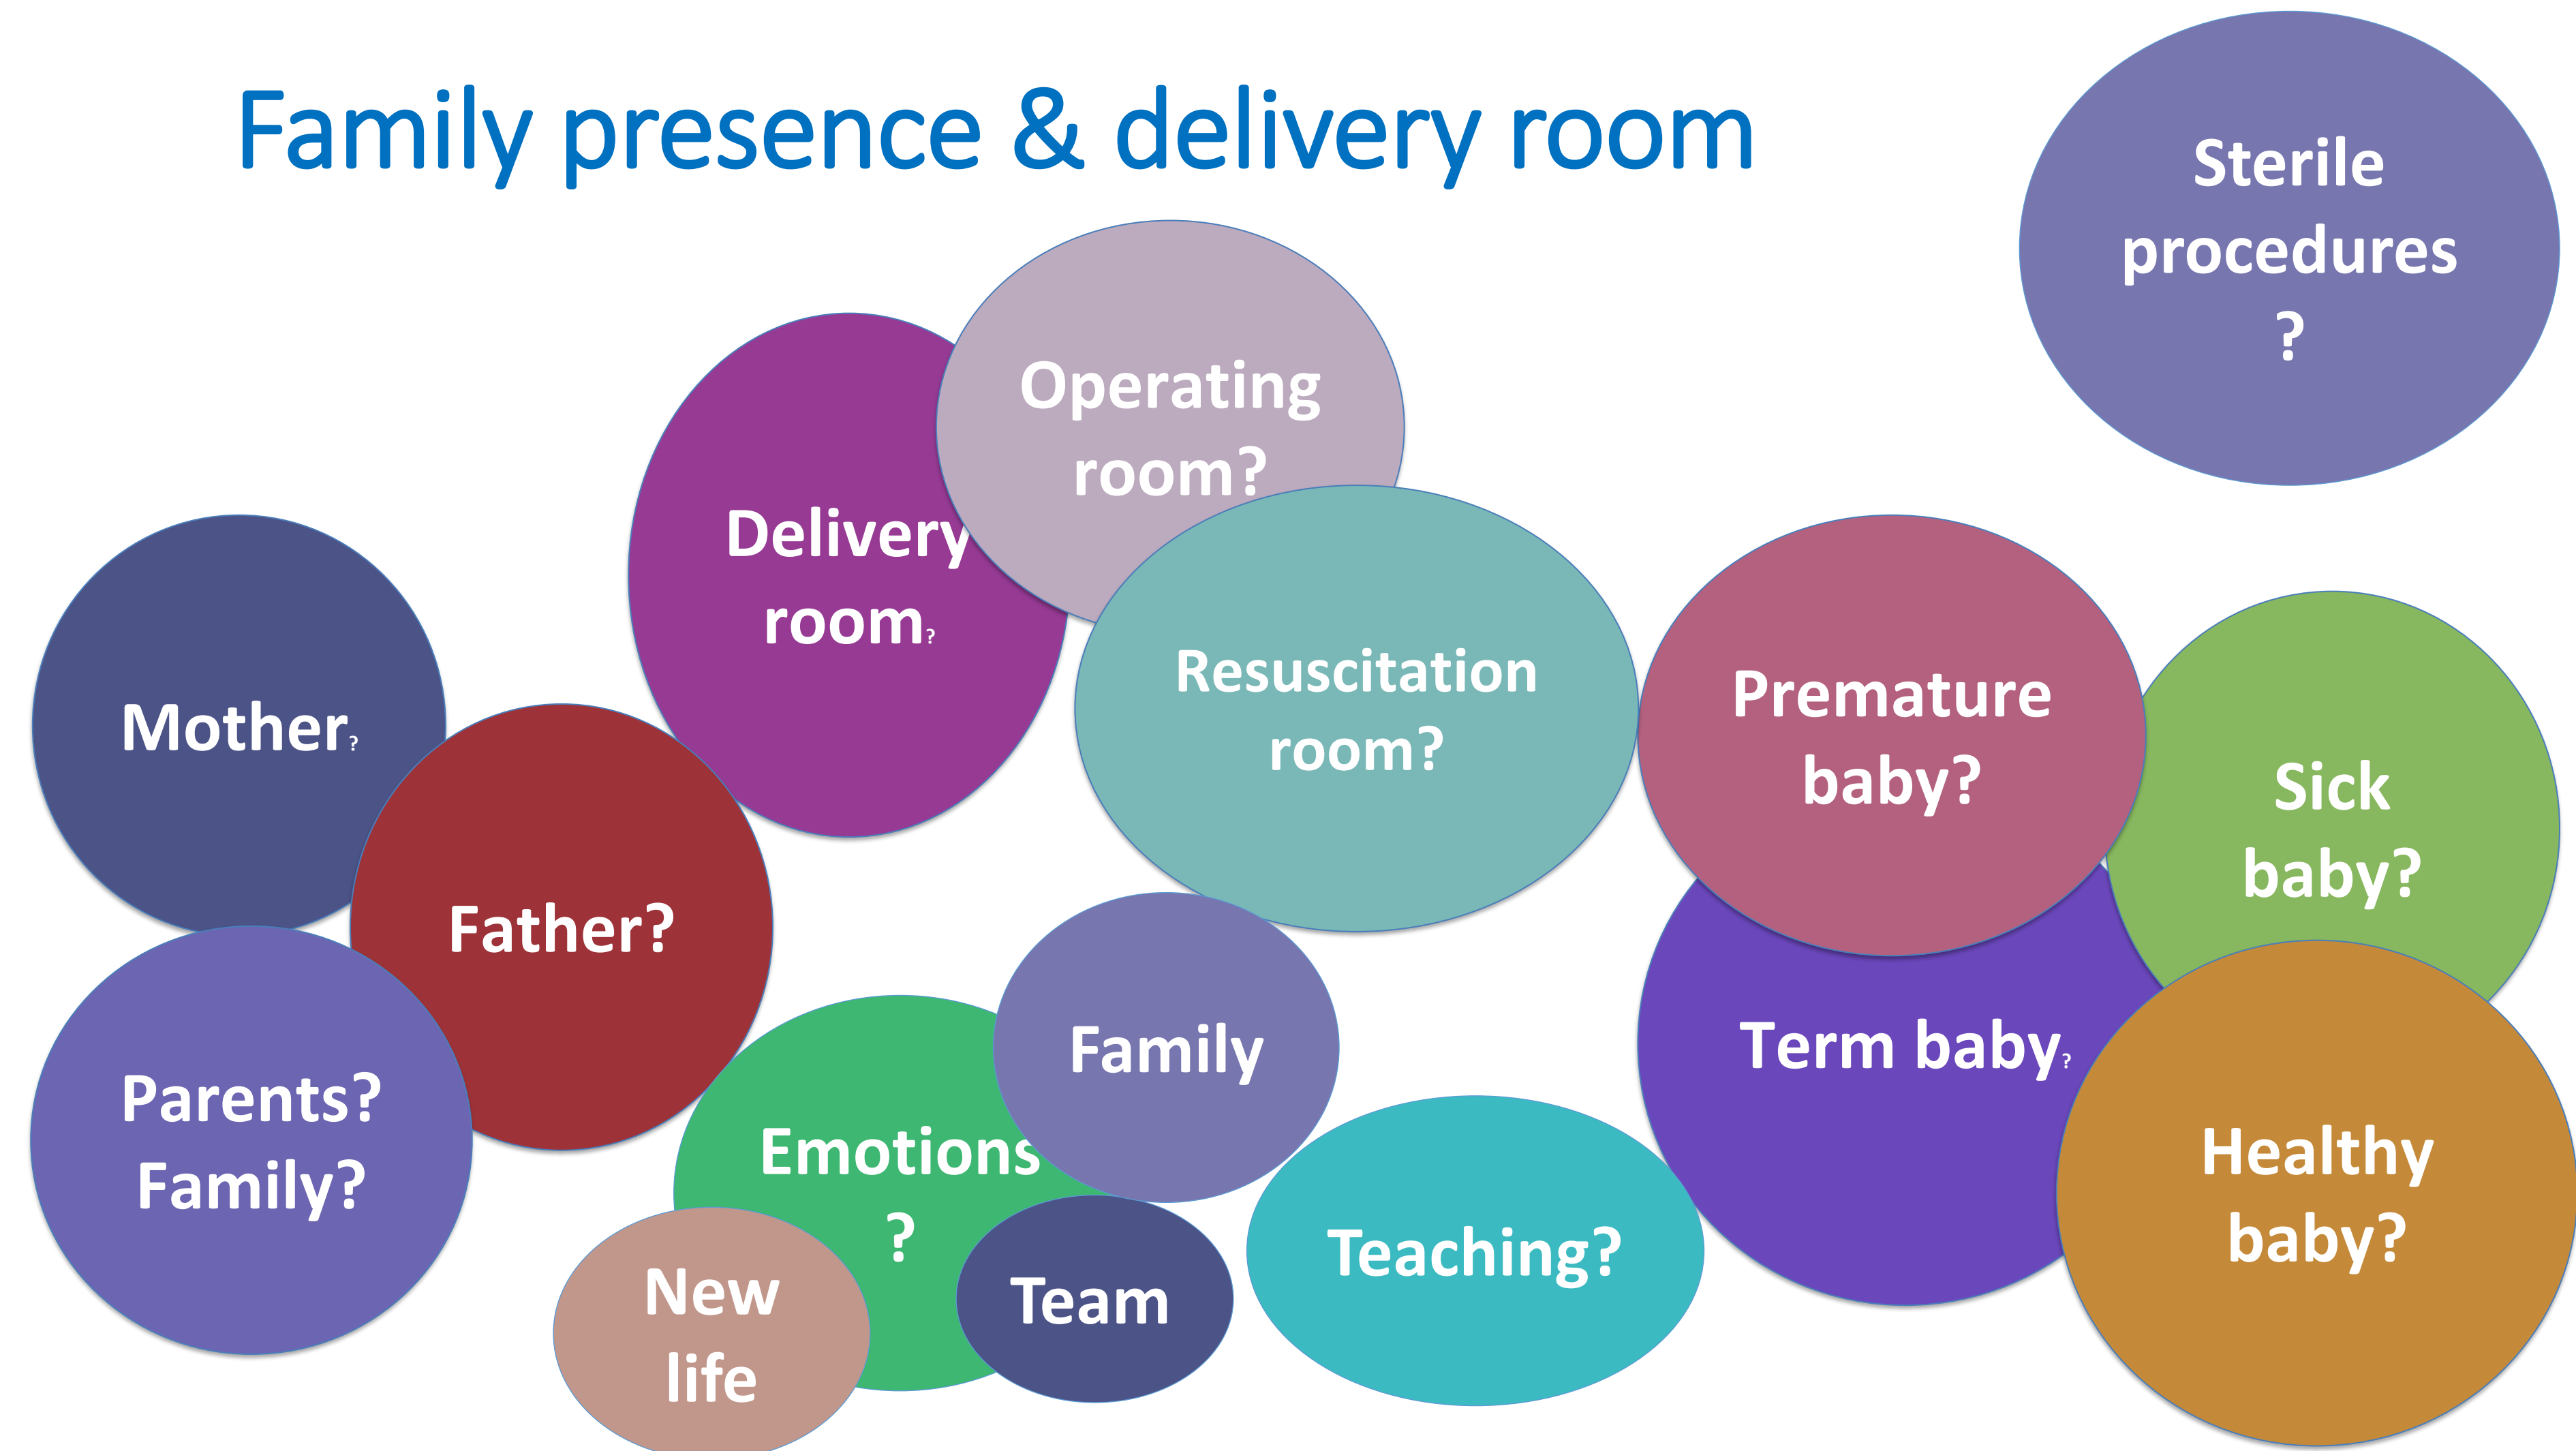 Family presence & delivery room
Sterile
procedures
?
Operating
room?
Delivery
room?
Resuscitation
room?
Mother?
Father?
Parents?
Family?
Premature
baby?
Sick
baby?
Term baby?
Healthy
baby?
Family
Emotions
?
New
life
Team
Teaching?